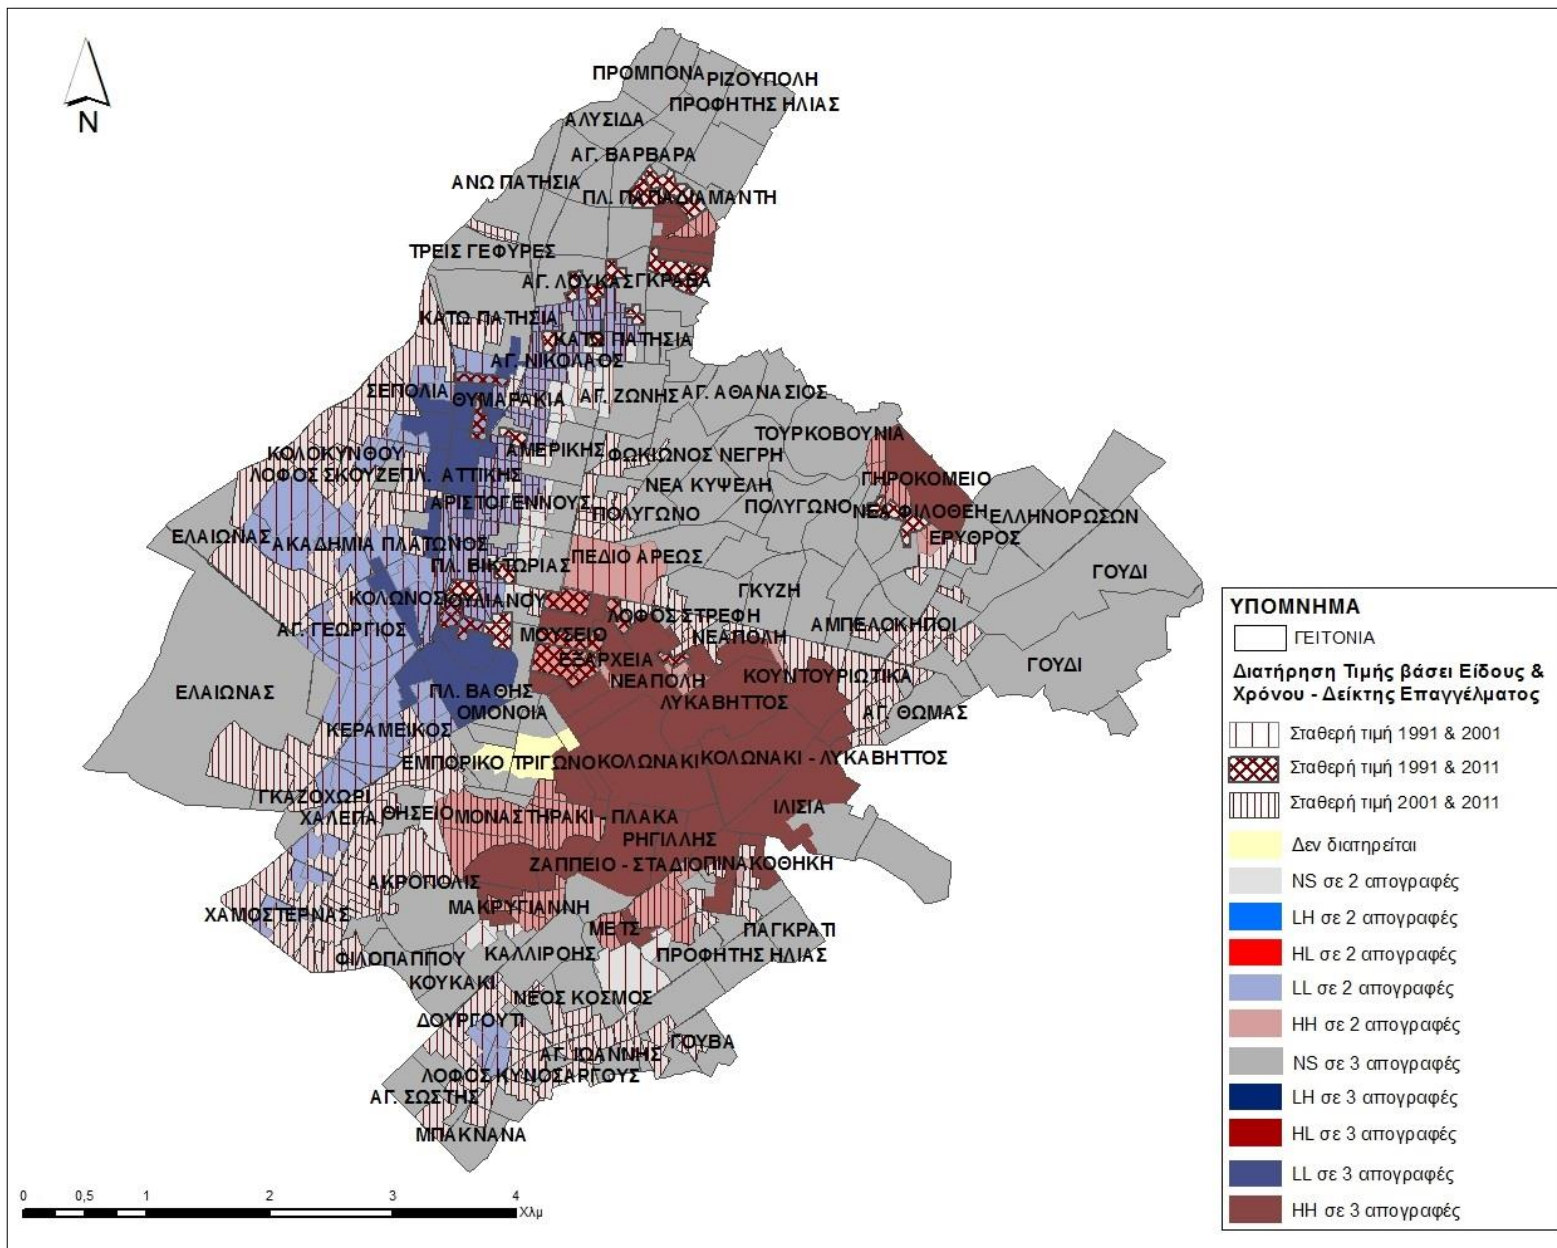 N
ΠΡΟΜΠΟΝΑ
ΡΙΖΟΥΠΟΛΗ
ΠΡΟΦΗΤΗΣ ΗΛΙΑΣ
ΑΛΥΣΙΔΑ
ΑΓ. ΒΑΡΒΑΡΑ
ΑΝΩ ΠΑΤΗΣΙΑ
ΠΛ. ΠΑΠΑΔΙΑΜΑΝΤΗ
ΤΡΕΙΣ ΓΕΦΥΡΕΣ
ΑΓ. ΛΟΥΚΑΣ
ΓΚΡΑΒΑ
ΚΑΤΩ ΠΑΤΗΣΙΑ
ΚΑΤΩ ΠΑΤΗΣΙΑ
ΑΓ. ΝΙΚΟΛΑΟΣ
ΣΕΠΟΛΙΑ
ΘΥΜΑΡΑΚΙΑ
ΑΓ. ΖΩΝΗΣ
ΑΓ. ΑΘΑΝΑΣΙΟΣ
ΤΟΥΡΚΟΒΟΥΝΙΑ
ΚΟΛΟΚΥΝΘΟΥ
ΑΜΕΡΙΚΗΣ
ΦΩΚΙΩΝΟΣ ΝΕΓΡΗ
ΛΟΦΟΣ ΣΚΟΥΖΕ
ΠΛ. ΑΤΤΙΚΗΣ
ΝΕΑ ΚΥΨΕΛΗ
ΓΗΡΟΚΟΜΕΙΟ
ΑΡΙΣΤΟΓΕΝΝΟΥΣ
ΠΟΛΥΓΩΝΟ
ΠΟΛΥΓΩΝΟ
ΝΕΑ ΦΙΛΟΘΕΗ
ΕΛΛΗΝΟΡΩΣΩΝ
ΕΛΑΙΩΝΑΣ
ΑΚΑΔΗΜΙΑ ΠΛΑΤΩΝΟΣ
ΕΡΥΘΡΟΣ
ΠΛ. ΒΙΚΤΩΡΙΑΣ
ΠΕΔΙΟ ΑΡΕΩΣ
ΓΟΥΔΙ
ΚΟΛΩΝΟΣ
ΙΟΥΛΙΑΝΟΥ
ΓΚΥΖΗ
ΛΟΦΟΣ ΣΤΡΕΦΗ
ΑΓ. ΓΕΩΡΓΙΟΣ
ΜΟΥΣΕΙΟ
ΝΕΑΠΟΛΗ
ΑΜΠΕΛΟΚΗΠΟΙ
ΕΞΑΡΧΕΙΑ
ΓΟΥΔΙ
ΝΕΑΠΟΛΗ
ΚΟΥΝΤΟΥΡΙΩΤΙΚΑ
ΕΛΑΙΩΝΑΣ
ΠΛ. ΒΑΘΗΣ
ΛΥΚΑΒΗΤΤΟΣ
ΟΜΟΝΟΙΑ
ΑΓ. ΘΩΜΑΣ
ΚΕΡΑΜΕΙΚΟΣ
ΕΜΠΟΡΙΚΟ ΤΡΙΓΩΝΟ
ΚΟΛΩΝΑΚΙ
ΚΟΛΩΝΑΚΙ - ΛΥΚΑΒΗΤΤΟΣ
ΓΚΑΖΟΧΩΡΙ
ΧΑΛΕΠΑ
ΘΗΣΕΙΟ
ΜΟΝΑΣΤΗΡΑΚΙ - ΠΛΑΚΑ
ΙΛΙΣΙΑ
ΡΗΓΙΛΛΗΣ
ΖΑΠΠΕΙΟ - ΣΤΑΔΙΟ
ΠΙΝΑΚΟΘΗΚΗ
ΑΚΡΟΠΟΛΙΣ
ΧΑΜΟΣΤΕΡΝΑΣ
ΜΑΚΡΥΓΙΑΝΝΗ
ΜΕΤΣ
ΠΑΓΚΡΑΤΙ
ΦΙΛΟΠΑΠΠΟΥ
ΚΑΛΛΙΡΟΗΣ
ΠΡΟΦΗΤΗΣ ΗΛΙΑΣ
ΚΟΥΚΑΚΙ
ΝΕΟΣ ΚΟΣΜΟΣ
ΔΟΥΡΓΟΥΤΙ
ΓΟΥΒΑ
ΑΓ. ΙΩΑΝΝΗΣ
ΛΟΦΟΣ ΚΥΝΟΣΑΡΓΟΥΣ
ΑΓ. ΣΩΣΤΗΣ
ΜΠΑΚΝΑΝΑ
0 0,5 1 2 3 4
Χλμ
ΥΠΟΜΝΗΜΑ
ΓΕΙΤΟΝΙΑ
Διατήρηση Τιμής βάσει Είδους &
Χρόνου - Δείκτης Επαγγέλματος
Σταθερή τιμή 1991 & 2001
Σταθερή τιμή 1991 & 2011
Σταθερή τιμή 2001 & 2011
Δεν διατηρείται
NS σε 2 απογραφές
LH σε 2 απογραφές
HL σε 2 απογραφές
LL σε 2 απογραφές
HH σε 2 απογραφές
NS σε 3 απογραφές
LH σε 3 απογραφές
HL σε 3 απογραφές
LL σε 3 απογραφές
HH σε 3 απογραφές